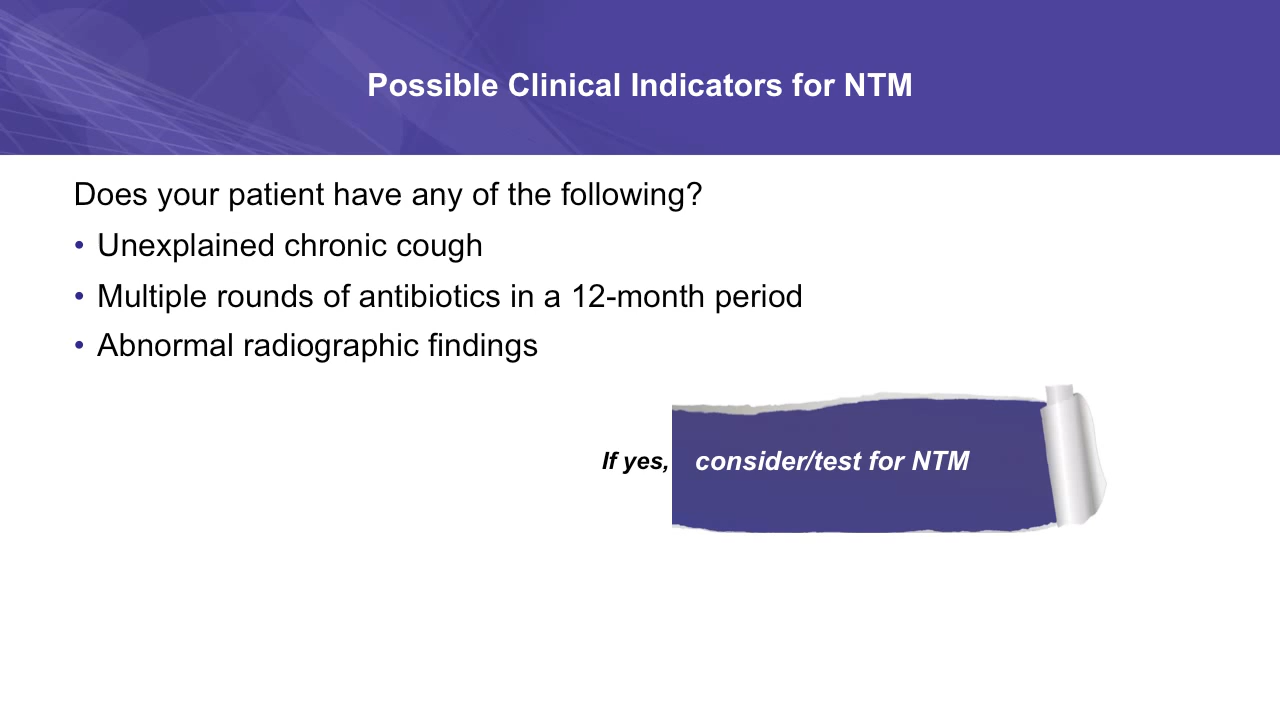 Possible Clinical Indicators for NTM
Does your patient have any of the following?
• Unexplained chronic cough
• Multiple rounds of antibiotics in a 12-month period
• Abnormal radiographic findings
If yes, consider/test for NTM